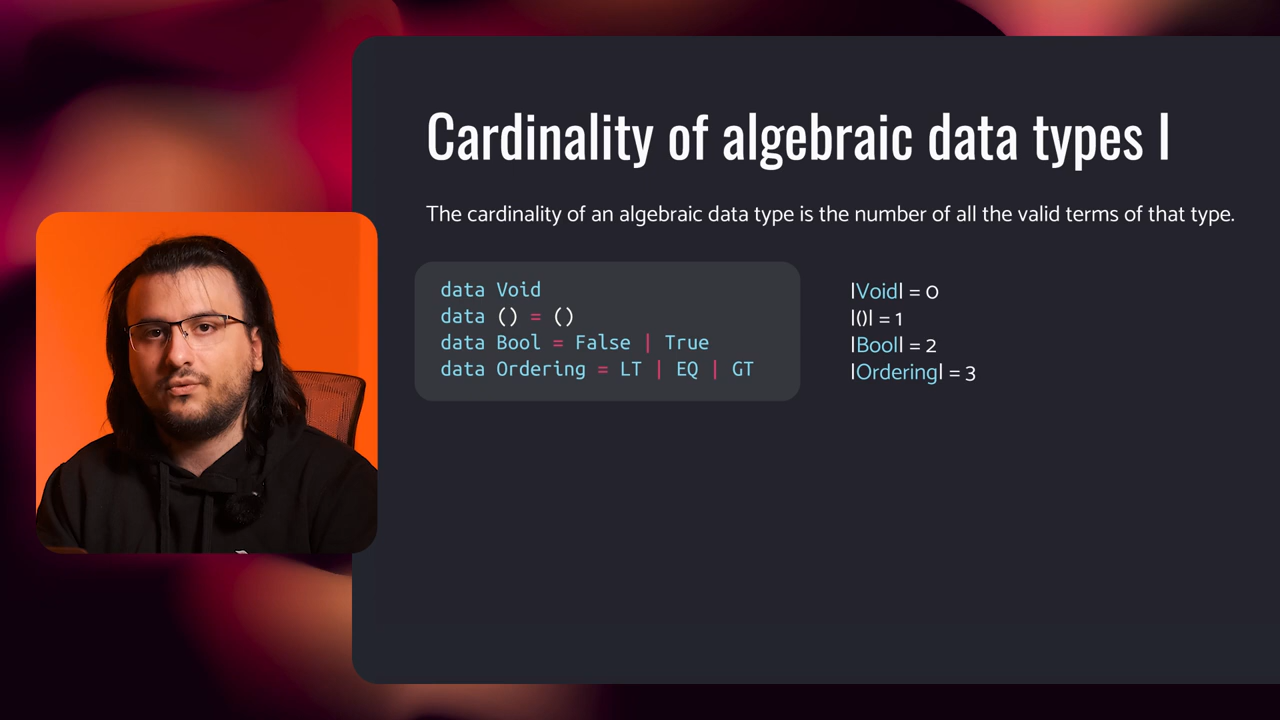 Cardinality of algebraic data types I
The cardinality of an algebraic data type is the number of all the valid terms of that type.
data Void
data () = ()
data Bool = False | True
data Ordering = LT | EQ | GT
|Void| = 0
|()| = 1
|Bool| = 2
|Ordering| = 3